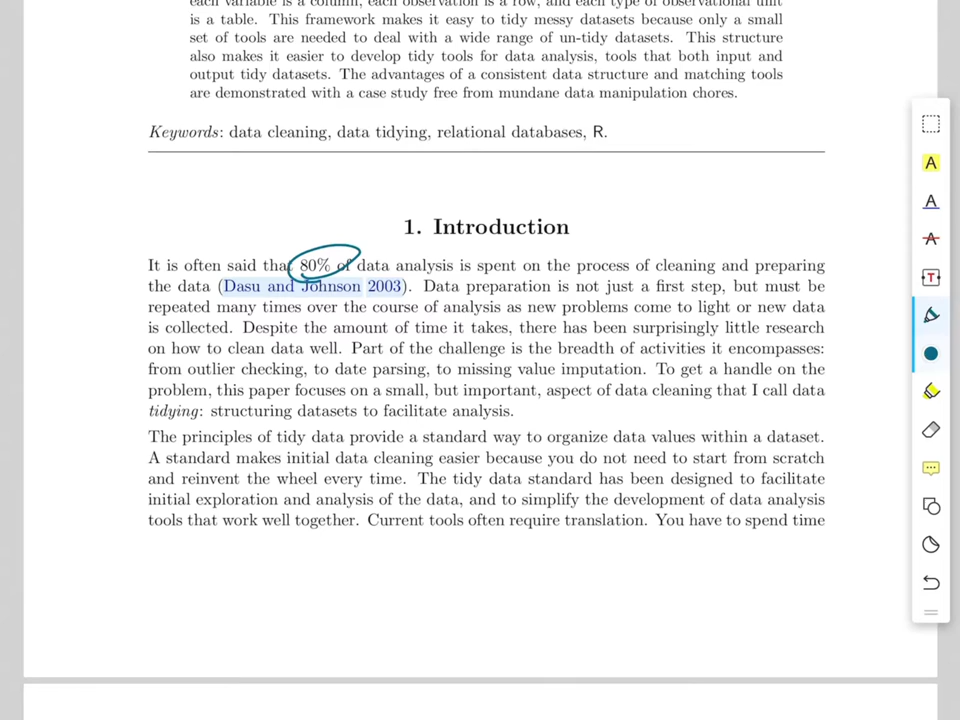 each variable is a column, each observation is a row, and each type of observational unit
is a table. This framework makes it easy to tidy messy datasets because only a small
set of tools are needed to deal with a wide range of un-tidy datasets. This structure
also makes it easier to develop tidy tools for data analysis, tools that both input and
output tidy datasets. The advantages of a consistent data structure and matching tools
are demonstrated with a case study free from mundane data manipulation chores.
Keywords: data cleaning, data tidying, relational databases, R.
1. Introduction
It is often said that 80% of data analysis is spent on the process of cleaning and preparing
the data (Dasu and Johnson 2003). Data preparation is not just a first step, but must be
repeated many times over the course of analysis as new problems come to light or new data
is collected. Despite the amount of time it takes, there has been surprisingly little research
on how to clean data well. Part of the challenge is the breadth of activities it encompasses:
from outlier checking, to date parsing, to missing value imputation. To get a handle on the
problem, this paper focuses on a small, but important, aspect of data cleaning that I call data
tidying: structuring datasets to facilitate analysis.
The principles of tidy data provide a standard way to organize data values within a dataset.
A standard makes initial data cleaning easier because you do not need to start from scratch
and reinvent the wheel every time. The tidy data standard has been designed to facilitate
initial exploration and analysis of the data, and to simplify the development of data analysis
tools that work well together. Current tools often require translation. You have to spend time
A
A
A
T